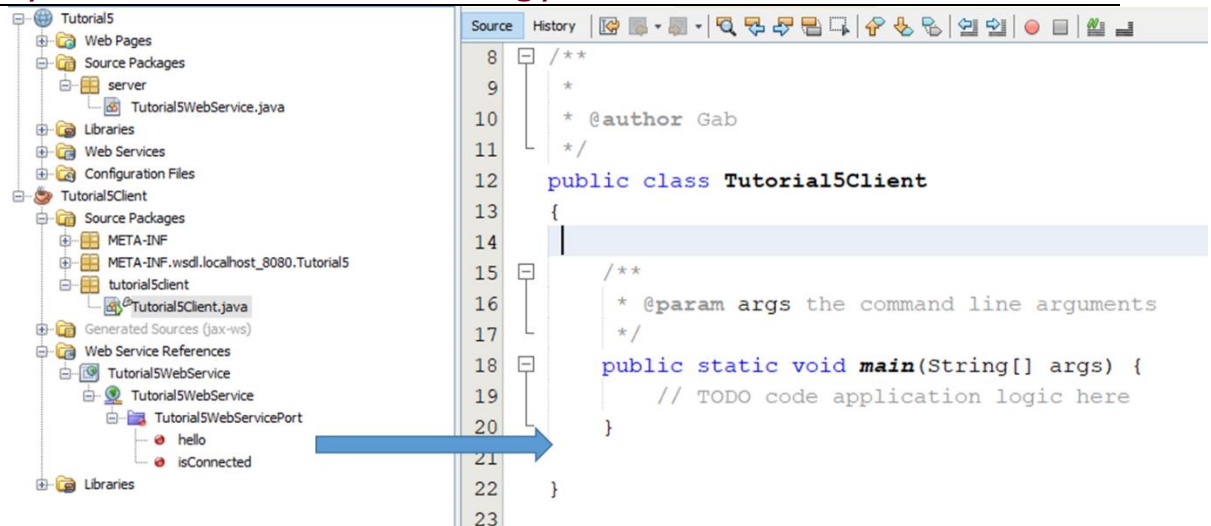 Tutorial5
Web Pages
Source Packages
server
Tutorial5WebService.java
Libraries
Web Services
Configuration Files
Tutorial5Client
Source Packages
META-INF
META-INF.wsdl.localhost_8080.Tutorial5
tutorial5client
Tutorial5Client.java
Generated Sources (jax-ws)
Web Service References
Tutorial5WebService
Tutorial5WebService
Tutorial5WebServicePort
hello
isConnected
Libraries
Source History
8 /**
9 *
10 * @author Gab
11 */
12 public class Tutorial5Client
13 {
14
15 /**
16 * @param args the command line arguments
17 */
18 public static void main(String[] args) {
19 // TODO code application logic here
20 }
21
22 }
23